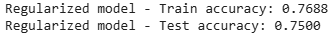 Regularized model - Train accuracy: 0.7688
Regularized model - Test accuracy: 0.7500